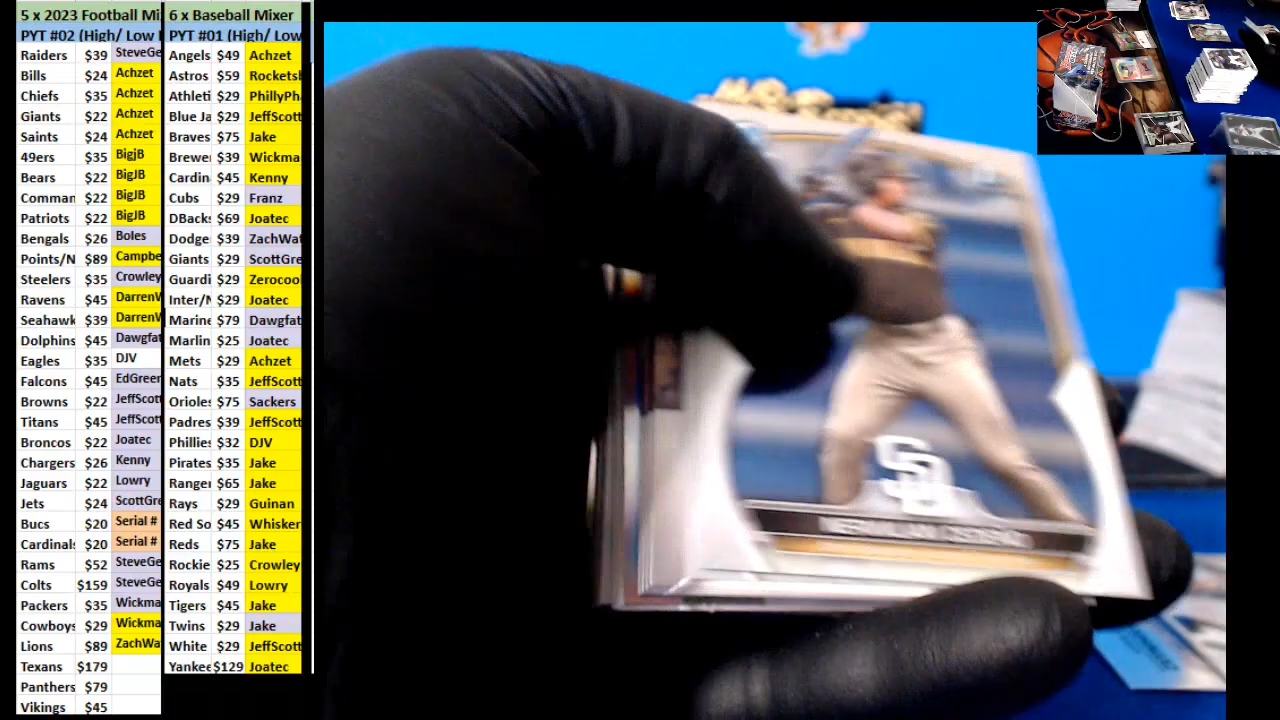 5 x 2023 Football Mi
PYT #02 (High/ Low
Raiders $39 SteveGe
Bills $24 Achzet
Chiefs $35 Achzet
Giants $22 Achzet
Saints $24 Achzet
49ers $35 BigjB
Bears $22 BigJB
Comman $22 BigJB
Patriots $22 BigJB
Bengals $26 Boles
Points/N $89 Campbe
Steelers $35 Crowley
Ravens $45 DarrenW
Seahawk $39 DarrenW
Dolphins $45 Dawgfat
Eagles $35 DJV
Falcons $45 EdGreer
Browns $22 JeffScott
Titans $45 JeffScott
Broncos $22 Joatec
Chargers $26 Kenny
Jaguars $22 Lowry
Jets $24 ScottGre
Bucs $20 Serial #
Cardinals $20 Serial #
Rams $52 SteveGe
Colts $159 SteveGe
Packers $35 Wickma
Cowboys $29 Wickma
Lions $89 ZachWa
Texans $179
Panthers $79
Vikings $45
6 x Baseball Mixer
PYT #01 (High/ Low
Angels $49 Achzet
Astros $59 Rocketsb
Athleti $29 PhillyPh
Blue Ja $29 JeffScott
Braves $75 Jake
Brewe $39 Wickma
Cardin $45 Kenny
Cubs $29 Franz
DBacks $69 Joatec
Dodge $39 ZachWat
Giants $29 ScottGre
Guardi $29 Zerocool
Inter/N $29 Joatec
Marine $79 Dawgfat
Marlin $25 Joatec
Mets $29 Achzet
Nats $35 JeffScott
Orioles $75 Sackers
Padres $39 JeffScott
Phillies $32 DJV
Pirates $35 Jake
Ranger $65 Jake
Rays $29 Guinan
Red So $45 Whisker
Reds $75 Jake
Rockie $25 Crowley
Royals $49 Lowry
Tigers $45 Jake
Twins $29 Jake
White $29 JeffScott
Yankee $129 Joatec
SD